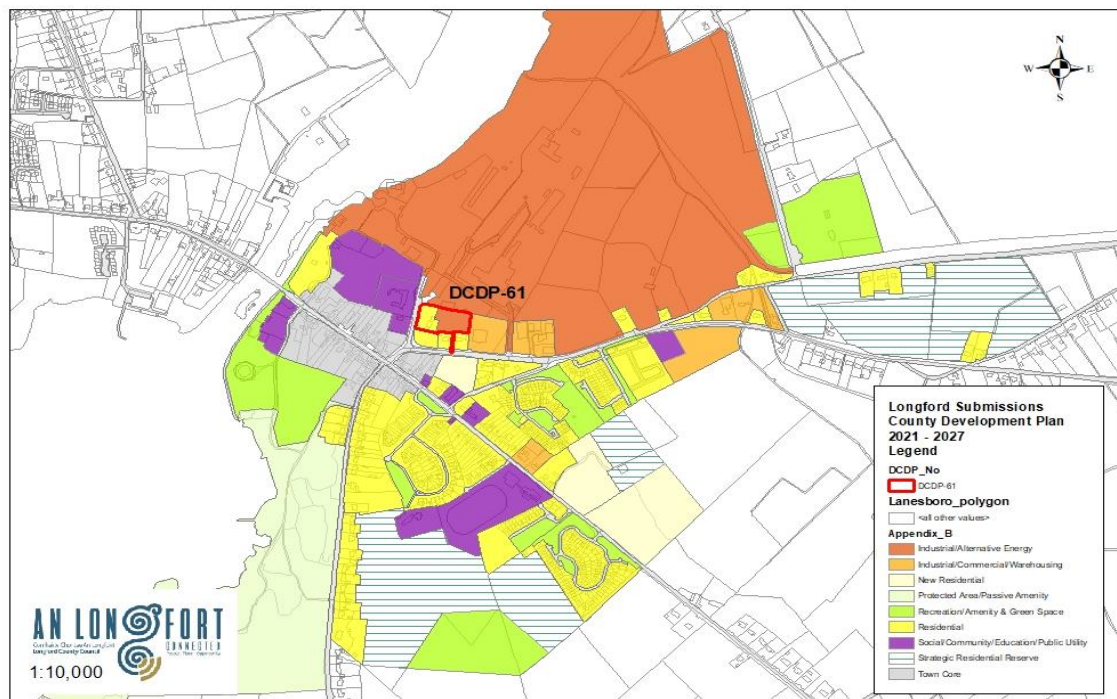 N
W E
S
DCDP-61
Longford Submissions
County Development Plan
2021 - 2027
Legend
DCDP_No
DCDP-61
Lanesboro_polygon
<all other values>
Appendix_B
Industrial/Alternative Energy
Industrial/Commercial/Warehousing
New Residential
Protected Area/Passive Amenity
Recreation/Amenity & Green Space
Residential
Social/Community/Education/Public Utility
Strategic Residential Reserve
Town Core
AN LONGFORT
CONNECTED
Longford County Council
1:10,000